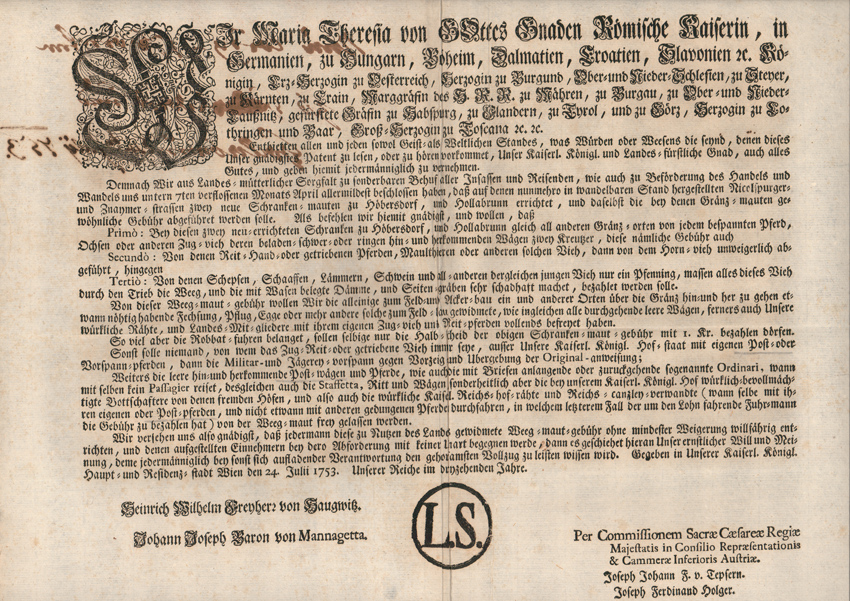 WIr Maria Theresia von GOttes Gnaden Römische Kaiserin, in
Germanien, zu Hungarn, Böheim, Dalmatien, Croatien, Slavonien ꝛc. Kö-
nigin, Ertz-Herzogin zu Oesterreich, Herzogin zu Burgund, Ober-und Nieder-Schlesien, zu Steyer,
zu Kärnten, zu Crain, Marggräfin des H. R. R. zu Mähren, zu Burgau, zu Ober-und Nieder-
Laußnitz, gefürstete Gräfin zu Habspurg, zu Flandern, zu Tyrol, und zu Görz, Herzogin zu Lo-
thringen und Baar, Groß-Herzogin zu Toscana ꝛc. ꝛc.
Entbietten allen und jeden sowol Geist-als Weltlichen Standes, was Würden oder Weesens die seynd, denen dieses
Unser gnädigstes Patent zu lesen, oder zu hören vorkommet, Unser Kaiserl. Königl. und Landes-fürstliche Gnad, auch alles
Gutes, und geben hiemit jedermänniglich zu vernehmen.
Demnach Wir aus Landes-mütterlicher Sorgfalt zu sonderbaren Behuf aller Insassen und Reisenden, wie auch zu Beförderung des Handels und
Wandels uns untern 7ten verflossenen Monats April allermildest beschlossen haben, daß auf denen nunmehro in wandelbaren Stand hergestellten Nicolspurger-
und Znaymer-strassen zwey neue Schranken-mauten zu Höbersdorf, und Hollabrunn errichtet, und daselbst die bey denen Gränz-mauten ge-
wöhnliche Gebühr abgeführet werden solle. Als befehlen wir hiemit gnädigst, und wollen, daß
Primò: Bey diesen zwey neu-errichteten Schranken zu Höbersdorf, und Hollabrunn gleich all anderen Gränz-orten von jedem bespannten Pferd,
Ochsen oder anderen Zug-vieh deren beladen-schwer-oder ringen hin-und herkommenden Wägen zwey Kreutzer, diese nämliche Gebühr auch
Secundò: Von denen Reit-Hand-oder getriebenen Pferden, Maulthieren oder anderen solchen Vieh, dann von dem Horn-vieh unweigerlich ab-
geführt, hingegen
Tertiò: Von denen Schepsen, Schaaffen, Lämmern, Schwein und all-anderen dergleichen jungen Vieh nur ein Pfenning, massen alles dieses Vieh
durch den Trieb die Weeg, und die mit Wasen belegte Dämme, und Seiten-gräben sehr schadhaft machet, bezahlet werden solle.
Von dieser Weeg-maut-gebühr wollen Wir die alleinige zum Feld-und Acker-bau ein und anderer Orten über die Gränz hin-und her zu gehen et-
wann nöhtig habende Fechsung, Pflug, Egge oder mehr andere solche zum Feld-bau gewidmete, wie ingleichen alle durchgehende leere Wägen, ferners auch Unsere
würkliche Rähte, und Landes-Mit-gliedere mit ihrem eigenen Zug-vieh und Reit-pferden vollends befreyet haben.
So viel aber die Robbat-fuhren belanget, sollen selbige nur die Halb-scheid der obigen Schranken-maut-gebühr mit 1. Kr. bezahlen dörfen.
Sonst solle niemand, von wem das Zug-Reit-oder getriebene Vieh immer seye, ausser Unsere Kaiserl. Königl. Hof-staat mit eigenen Post-oder
Vorspann-pferden, dann die Militar-und Jägerey-vorspann gegen Vorzeig und Ubergebung der Original-anweisung;
Weiters die leere hin-und herkommende Post-wägen und Pferde, wie auch die mit Briefen anlangende oder zuruckgehende sogenannte Ordinari, wann
mit selben kein Passagier reiset, desgleichen auch die Staffetta, Ritt und Wägen sonderheitlich aber die bey unserem Kaiserl. Königl. Hof würklich-bevollmäch-
tigte Bottschaftere von denen fremden Höfen, und also auch die würkliche Kaiserl. Reichs-hof-rähte und Reichs-canzley-verwandte (wann selbe mit ih-
ren eigenen oder Post-pferden, und nicht etwann mit anderen gedungenen Pferden durchfahren, in welchem letzterem Fall der um den Lohn fahrende Fuhr-mann
die Gebühr zu bezahlen hat) von der Weeg-maut frey gelassen werden.
Wir versehen uns also gnädigst, daß jedermann diese zu Nutzen des Landes gewidmete Weeg-maut-gebühr ohne mindester Weigerung willfährig ent-
richten, und denen aufgestellten Einnehmern bey ders Abforderung mit keiner Unart begegnen werde, dann es geschiehet hieran Unser ernstlicher Will und Mei-
nung, deme jedermänniglich bey sonst sich aufladender Verantwortung den gehorsamsten Vollzug zu leisten wissen wird. Gegeben in Unserer Kaiserl. Königl.
Haupt-und Residenz-stadt Wien den 24. Julii 1753. Unserer Reiche im dryzehenden Jahre.
Heinrich Wilhelm Freyherr von Haugwitz.
Johann Joseph Baron von Mannagetta.
L.S.
Per Commissionem Sacræ Cæsareæ Regiæ
Majestatis in Consilio Repræsentationis
& Cammeræ Inferioris Austriæ.
Joseph Johann F. v. Tepsern.
Joseph Ferdinand Holger.